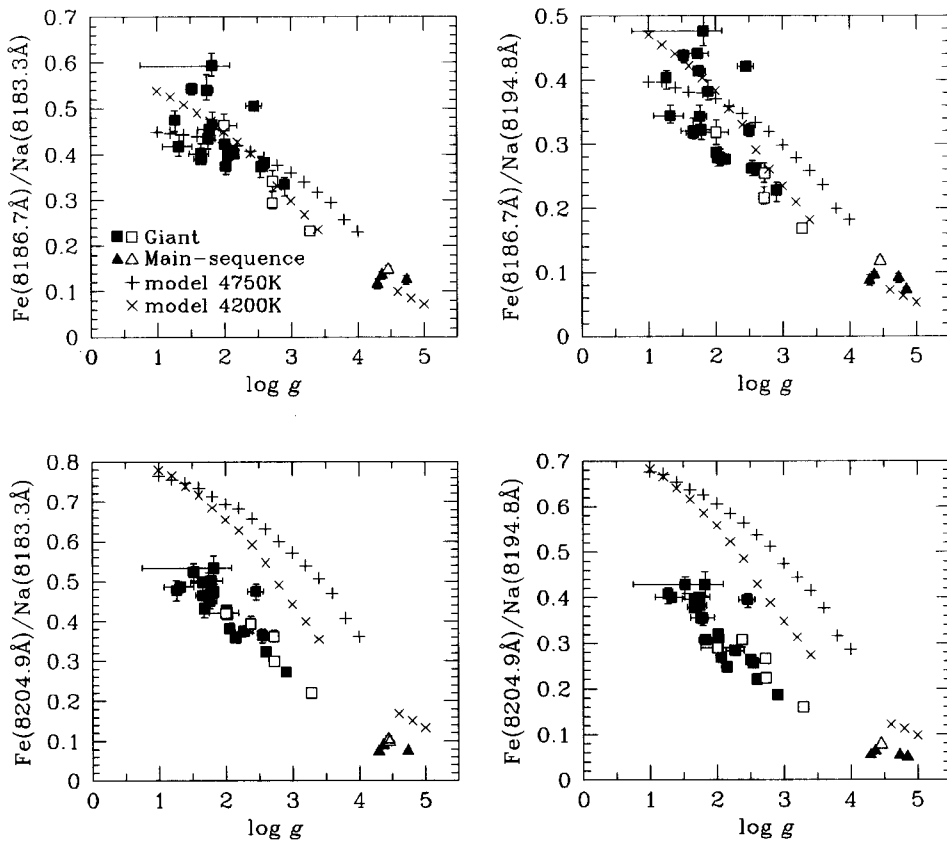 Fe(8186.7Å)/Na(8183.3Å)
0.7
0.6
0.5
0.4
0.3
0.2
0.1
0
Giant
Main-sequence
model 4750K
model 4200K
0 1 2 3 4 5
log g
Fe(8186.7Å)/Na(8194.8Å)
0.5
0.4
0.3
0.2
0.1
0
0 1 2 3 4 5
log g
Fe(8204.9Å)/Na(8183.3Å)
0.8
0.7
0.6
0.5
0.4
0.3
0.2
0.1
0
0 1 2 3 4 5
log g
Fe(8204.9Å)/Na(8194.8Å)
0.7
0.6
0.5
0.4
0.3
0.2
0.1
0
0 1 2 3 4 5
log g